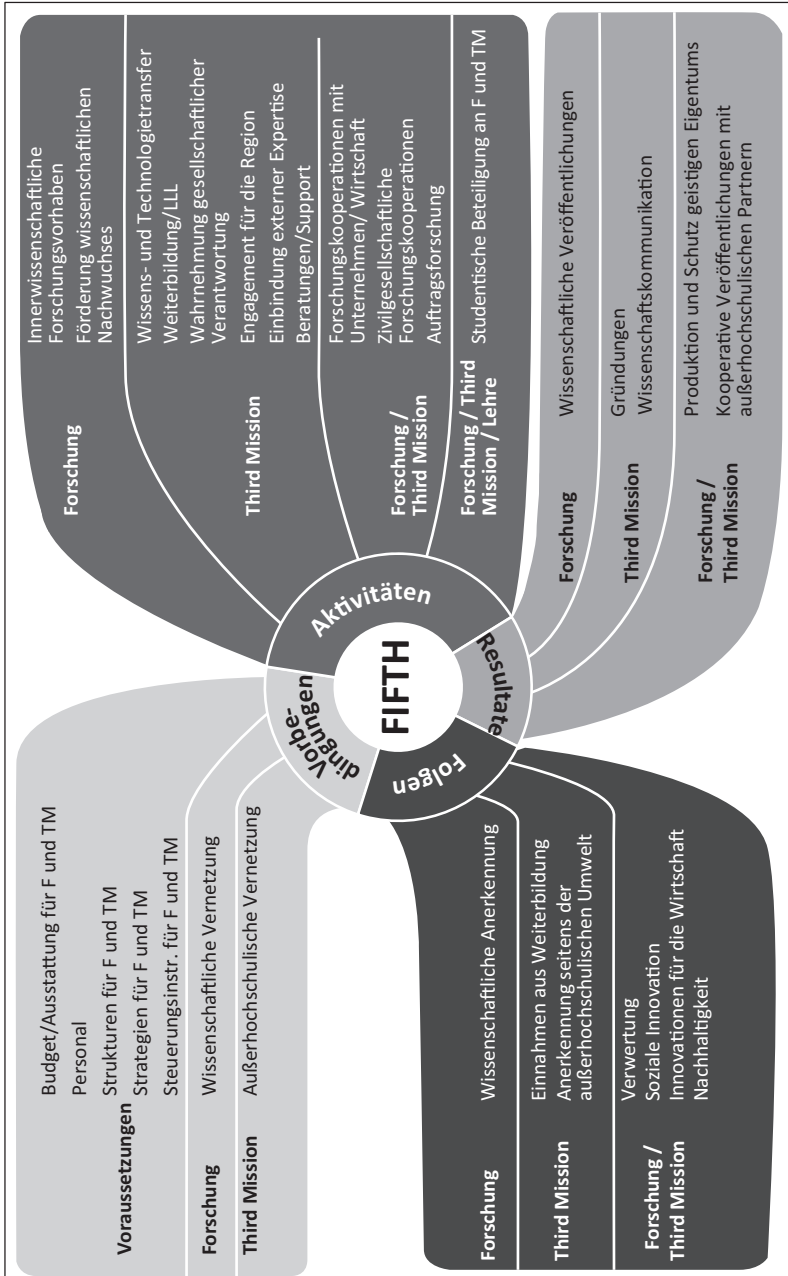 FIFTH
Vorbe-
dingungen
Voraussetzungen
Budget/Ausstattung für F und TM
Personal
Strukturen für F und TM
Strategien für F und TM
Steuerungsinstr. für F und TM
Forschung
Wissenschaftliche Vernetzung
Third Mission
Außerhochschulische Vernetzung
Aktivitäten
Forschung
Innerwissenschaftliche
Forschungsvorhaben
Förderung wissenschaftlichen
Nachwuchses
Third Mission
Wissens- und Technologietransfer
Weiterbildung/LLL
Wahrnehmung gesellschaftlicher
Verantwortung
Engagement für die Region
Einbindung externer Expertise
Beratungen/Support
Forschung /
Third Mission
Forschungskooperationen mit
Unternehmen/ Wirtschaft
Zivilgesellschaftliche
Forschungskooperationen
Auftragsforschung
Forschung / Third
Mission / Lehre
Studentische Beteiligung an F und TM
Resultate
Forschung
Wissenschaftliche Veröffentlichungen
Third Mission
Gründungen
Wissenschaftskommunikation
Forschung /
Third Mission
Produktion und Schutz geistigen Eigentums
Kooperative Veröffentlichungen mit
außerhochschulischen Partnern
Folgen
Forschung
Wissenschaftliche Anerkennung
Third Mission
Einnahmen aus Weiterbildung
Anerkennung seitens der
außerhochschulischen Umwelt
Forschung /
Third Mission
Verwertung
Soziale Innovation
Innovationen für die Wirtschaft
Nachhaltigkeit